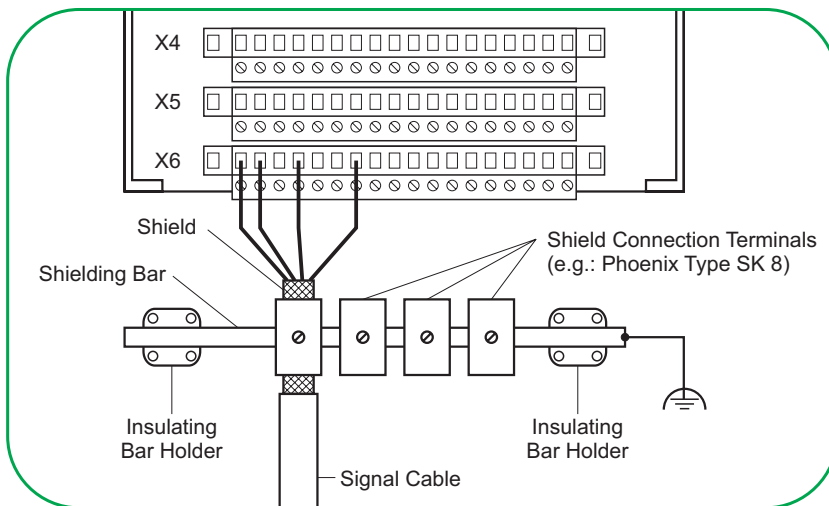 X4
X5
X6
Shield
Shielding Bar
Shield Connection Terminals
(e.g.: Phoenix Type SK 8)
Insulating
Bar Holder
Insulating
Bar Holder
Signal Cable